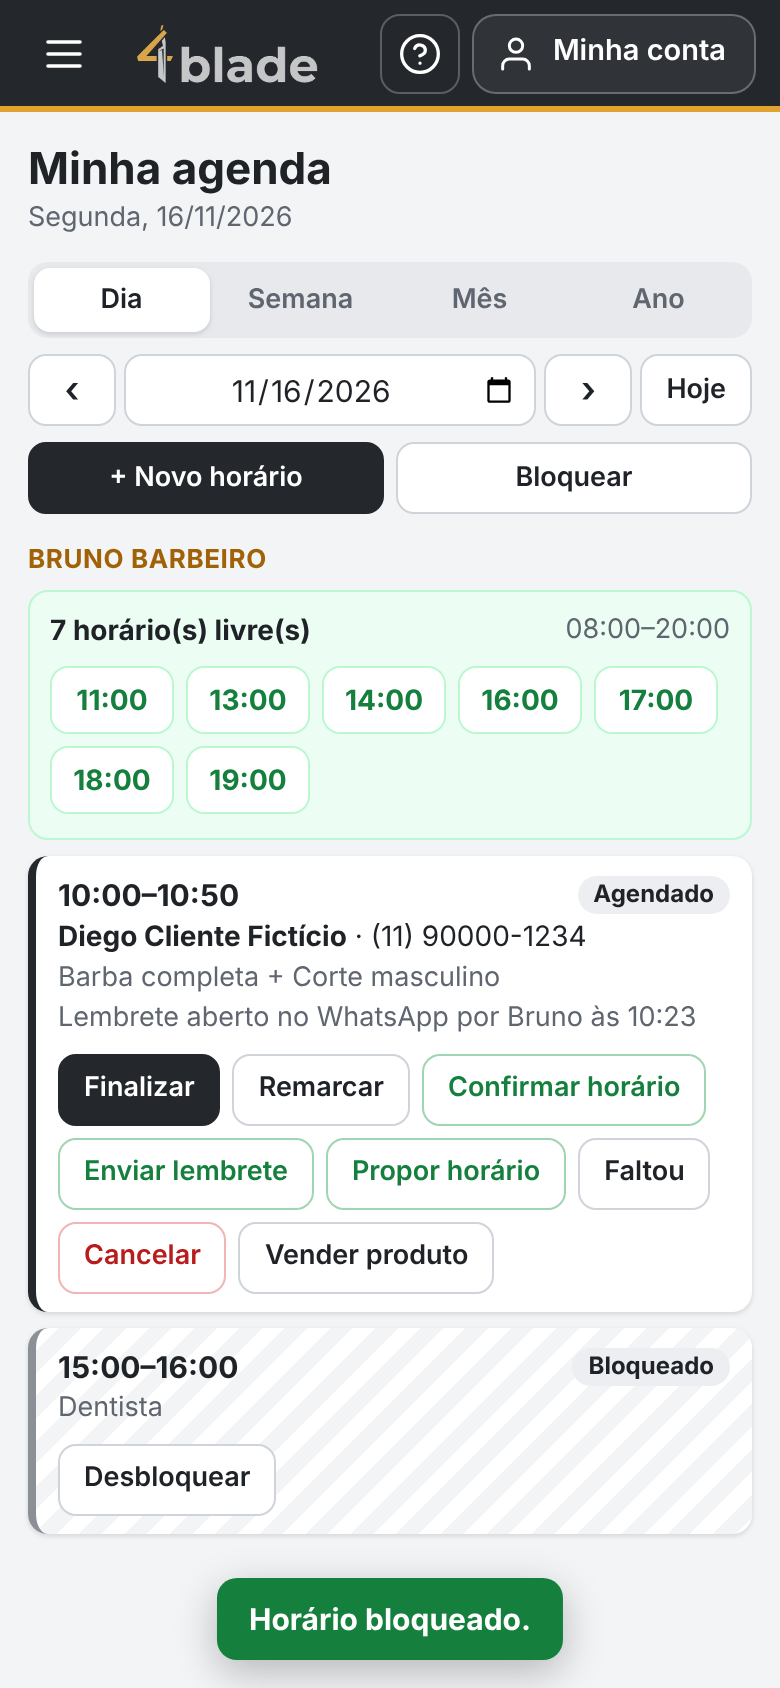 4blade
Minha conta
Minha agenda
Segunda, 16/11/2026
Dia Semana Mês Ano
‹ 11/16/2026 › Hoje
+ Novo horário Bloquear
BRUNO BARBEIRO
7 horário(s) livre(s) 08:00–20:00
11:00 13:00 14:00 16:00 17:00
18:00 19:00
10:00–10:50 Agendado
Diego Cliente Fictício · (11) 90000-1234
Barba completa + Corte masculino
Lembrete aberto no WhatsApp por Bruno às 10:23
Finalizar Remarcar Confirmar horário
Enviar lembrete Propor horário Faltou
Cancelar Vender produto
15:00–16:00 Bloqueado
Dentista
Desbloquear
Horário bloqueado.